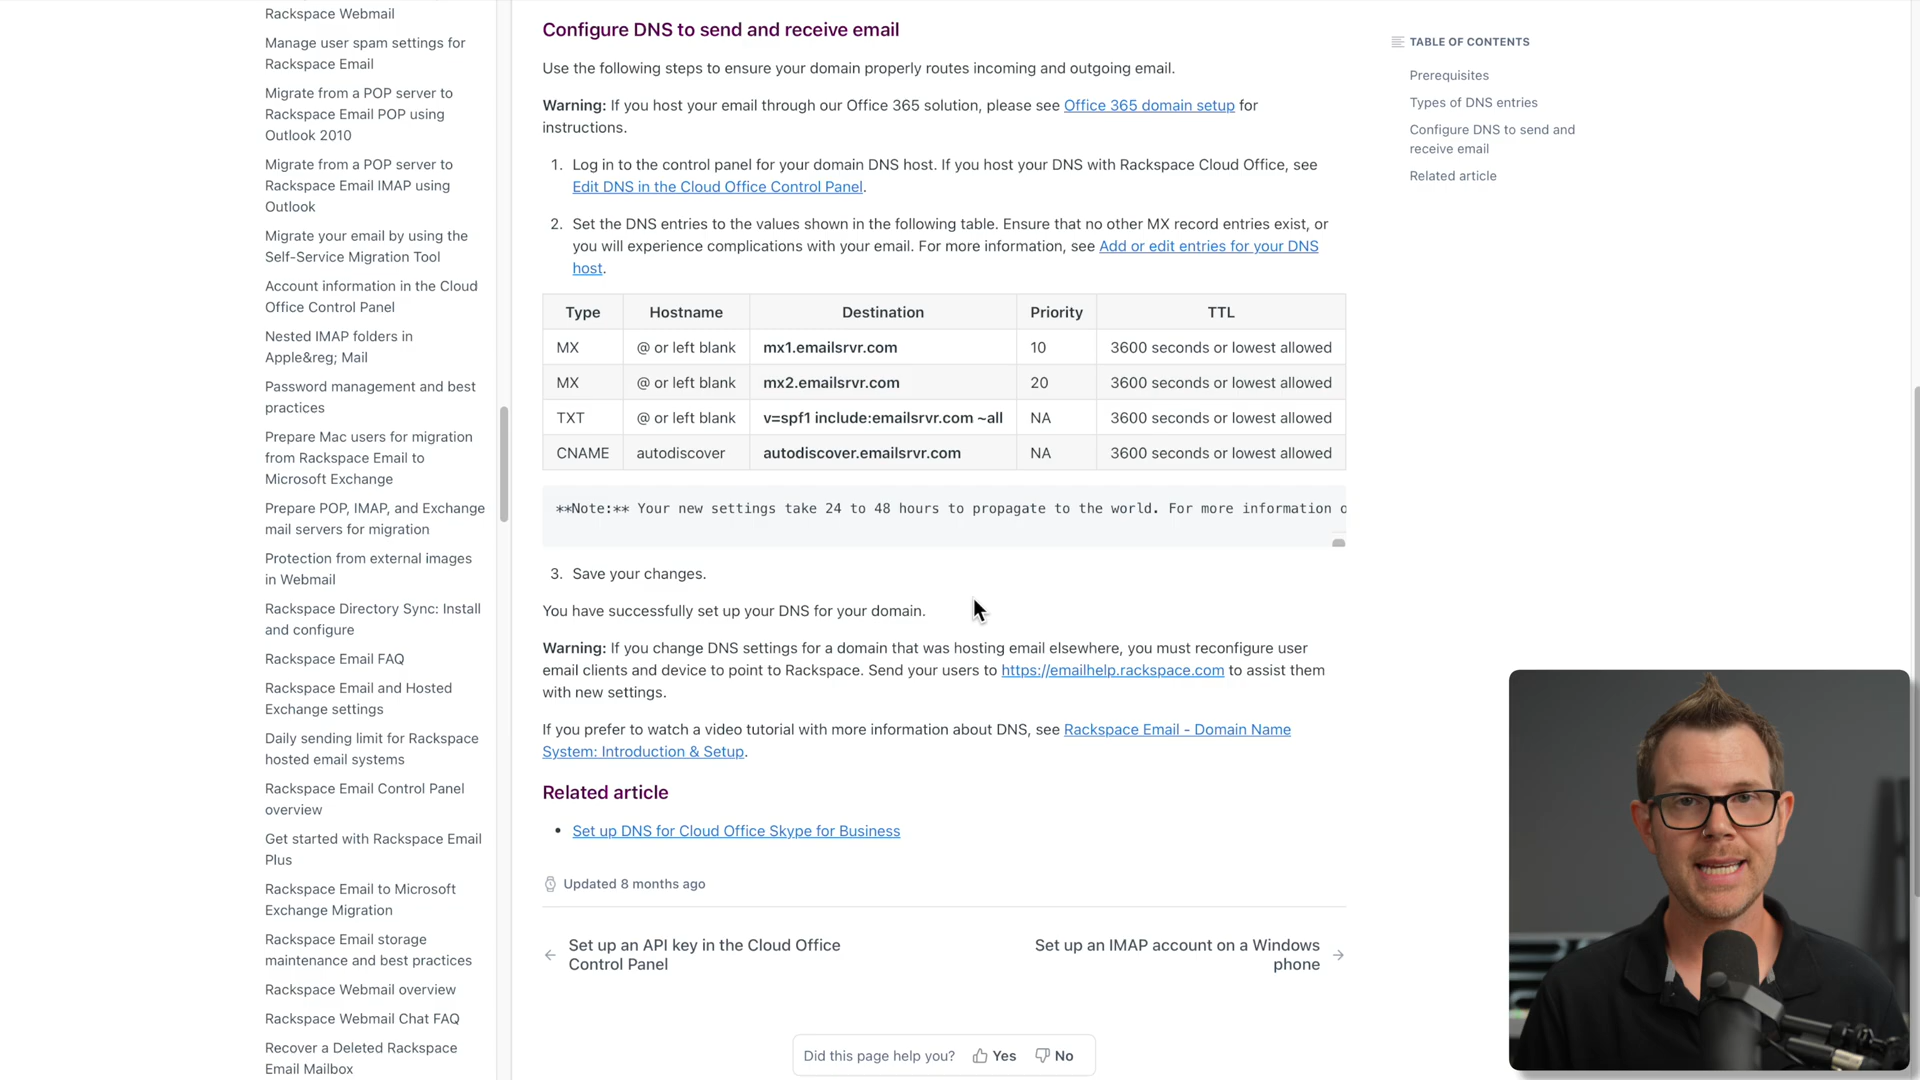 Rackspace Webmail
Manage user spam settings for
Rackspace Email
Migrate from a POP server to
Rackspace Email POP using
Outlook 2010
Migrate from a POP server to
Rackspace Email IMAP using
Outlook
Migrate your email by using the
Self-Service Migration Tool
Account information in the Cloud
Office Control Panel
Nested IMAP folders in
Apple&reg; Mail
Password management and best
practices
Prepare Mac users for migration
from Rackspace Email to
Microsoft Exchange
Prepare POP, IMAP, and Exchange
mail servers for migration
Protection from external images
in Webmail
Rackspace Directory Sync: Install
and configure
Rackspace Email FAQ
Rackspace Email and Hosted
Exchange settings
Daily sending limit for Rackspace
hosted email systems
Rackspace Email Control Panel
overview
Get started with Rackspace Email
Plus
Rackspace Email to Microsoft
Exchange Migration
Rackspace Email storage
maintenance and best practices
Rackspace Webmail overview
Rackspace Webmail Chat FAQ
Recover a Deleted Rackspace
Email Mailbox
Configure DNS to send and receive email
Use the following steps to ensure your domain properly routes incoming and outgoing email.
Warning: If you host your email through our Office 365 solution, please see Office 365 domain setup for
instructions.
1. Log in to the control panel for your domain DNS host. If you host your DNS with Rackspace Cloud Office, see
Edit DNS in the Cloud Office Control Panel.
2. Set the DNS entries to the values shown in the following table. Ensure that no other MX record entries exist, or
you will experience complications with your email. For more information, see Add or edit entries for your DNS
host.
Type Hostname Destination Priority TTL
MX @ or left blank mx1.emailsrvr.com 10 3600 seconds or lowest allowed
MX @ or left blank mx2.emailsrvr.com 20 3600 seconds or lowest allowed
TXT @ or left blank v=spf1 include:emailsrvr.com ~all NA 3600 seconds or lowest allowed
CNAME autodiscover autodiscover.emailsrvr.com NA 3600 seconds or lowest allowed
**Note:** Your new settings take 24 to 48 hours to propagate to the world. For more information o
3. Save your changes.
You have successfully set up your DNS for your domain.
Warning: If you change DNS settings for a domain that was hosting email elsewhere, you must reconfigure user
email clients and device to point to Rackspace. Send your users to https://emailhelp.rackspace.com to assist them
with new settings.
If you prefer to watch a video tutorial with more information about DNS, see Rackspace Email - Domain Name
System: Introduction & Setup.
Related article
• Set up DNS for Cloud Office Skype for Business
Updated 8 months ago
← Set up an API key in the Cloud Office
Control Panel
Set up an IMAP account on a Windows →
phone
Did this page help you? Yes No
TABLE OF CONTENTS
Prerequisites
Types of DNS entries
Configure DNS to send and
receive email
Related article